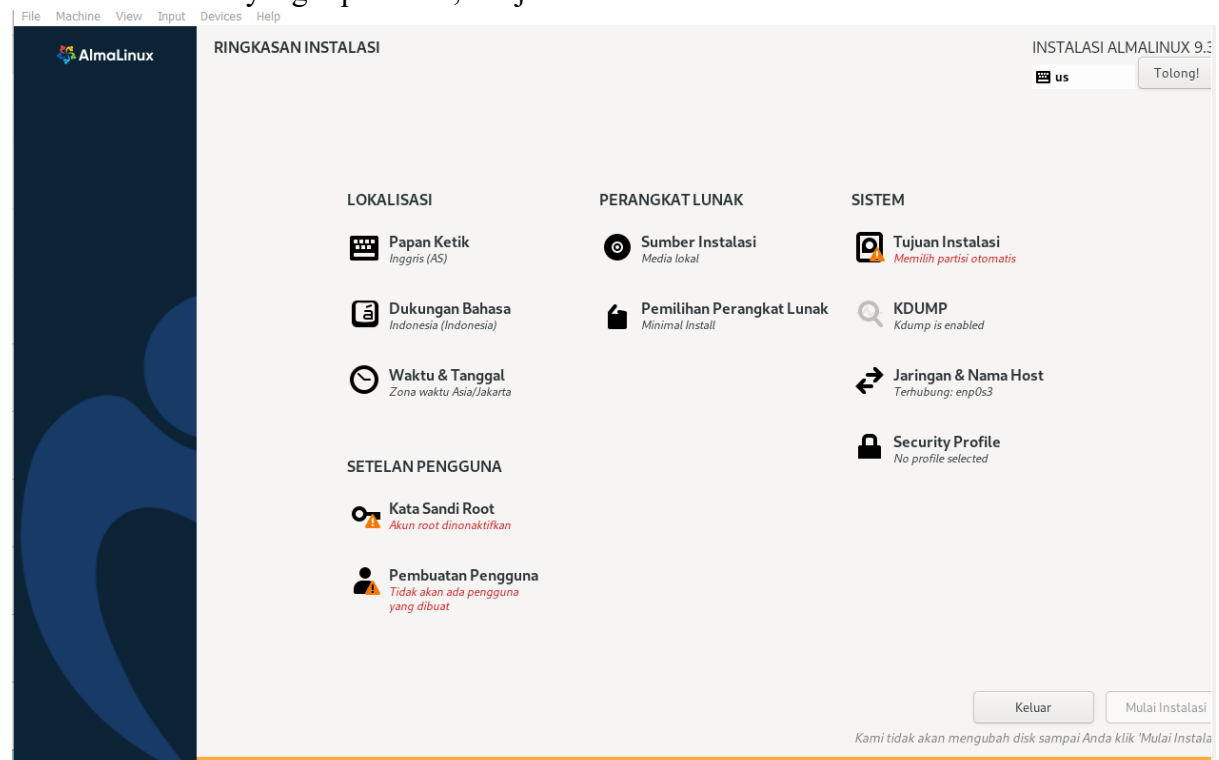 File Machine View Input Devices Help
AlmaLinux
RINGKASAN INSTALASI
INSTALASI ALMALINUX 9.3
us
Tolong!
LOKALISASI
Papan Ketik
Inggris (AS)
Dukungan Bahasa
Indonesia (Indonesia)
Waktu & Tanggal
Zona waktu Asia/Jakarta
PERANGKAT LUNAK
Sumber Instalasi
Media lokal
Pemilihan Perangkat Lunak
Minimal Install
SISTEM
Tujuan Instalasi
Memilih partisi otomatis
KDUMP
Kdump is enabled
Jaringan & Nama Host
Terhubung: enp0s3
Security Profile
No profile selected
SETELAN PENGGUNA
Kata Sandi Root
Akun root dinonaktifkan
Pembuatan Pengguna
Tidak akan ada pengguna
yang dibuat
Keluar
Mulai Instalasi
Kami tidak akan mengubah disk sampai Anda klik 'Mulai Instala